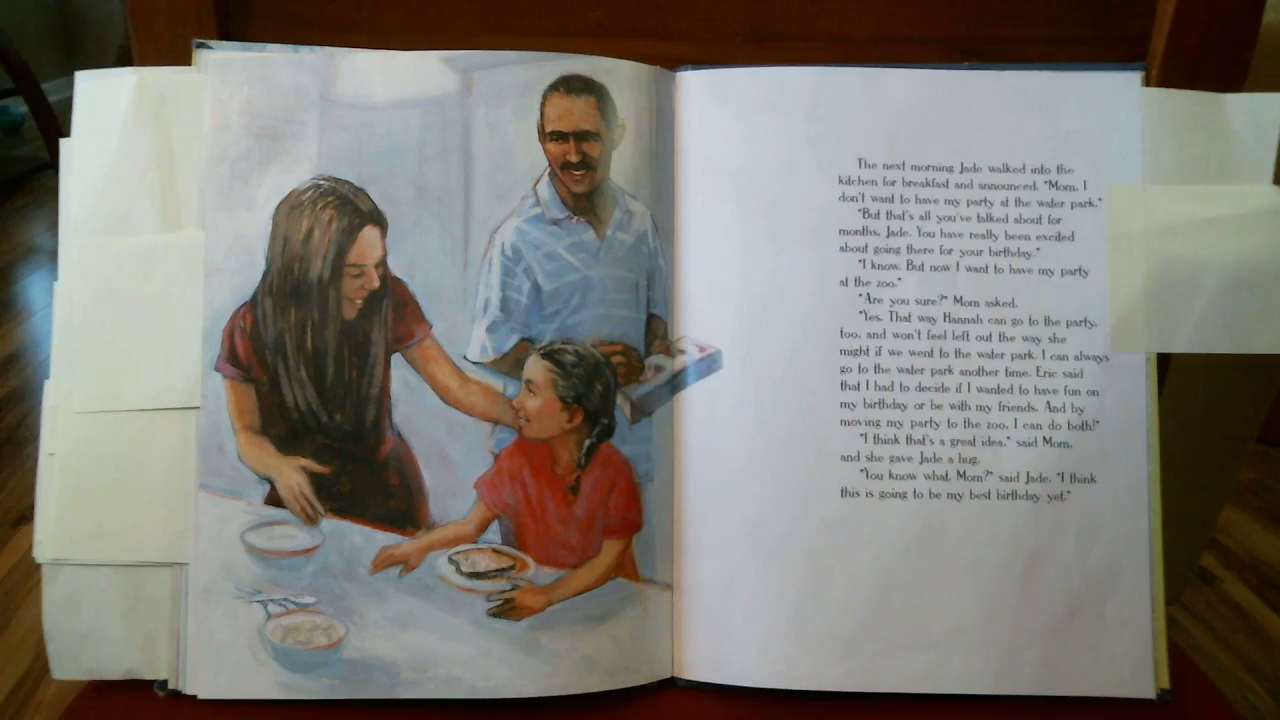 The next morning Jade walked into the
kitchen for breakfast and announced, "Mom, I
don't want to have my party at the water park."
"But that's all you've talked about for
months, Jade. You have really been excited
about going there for your birthday."
"I know. But now I want to have my party
at the zoo."
"Are you sure?" Mom asked.
"Yes. That way Hannah can go to the party,
too, and won't feel left out the way she
might if we went to the water park. I can always
go to the water park another time. Eric said
that I had to decide if I wanted to have fun on
my birthday or be with my friends. And by
moving my party to the zoo, I can do both!"
"I think that's a great idea," said Mom,
and she gave Jade a hug.
"You know what, Mom?" said Jade. "I think
this is going to be my best birthday yet."